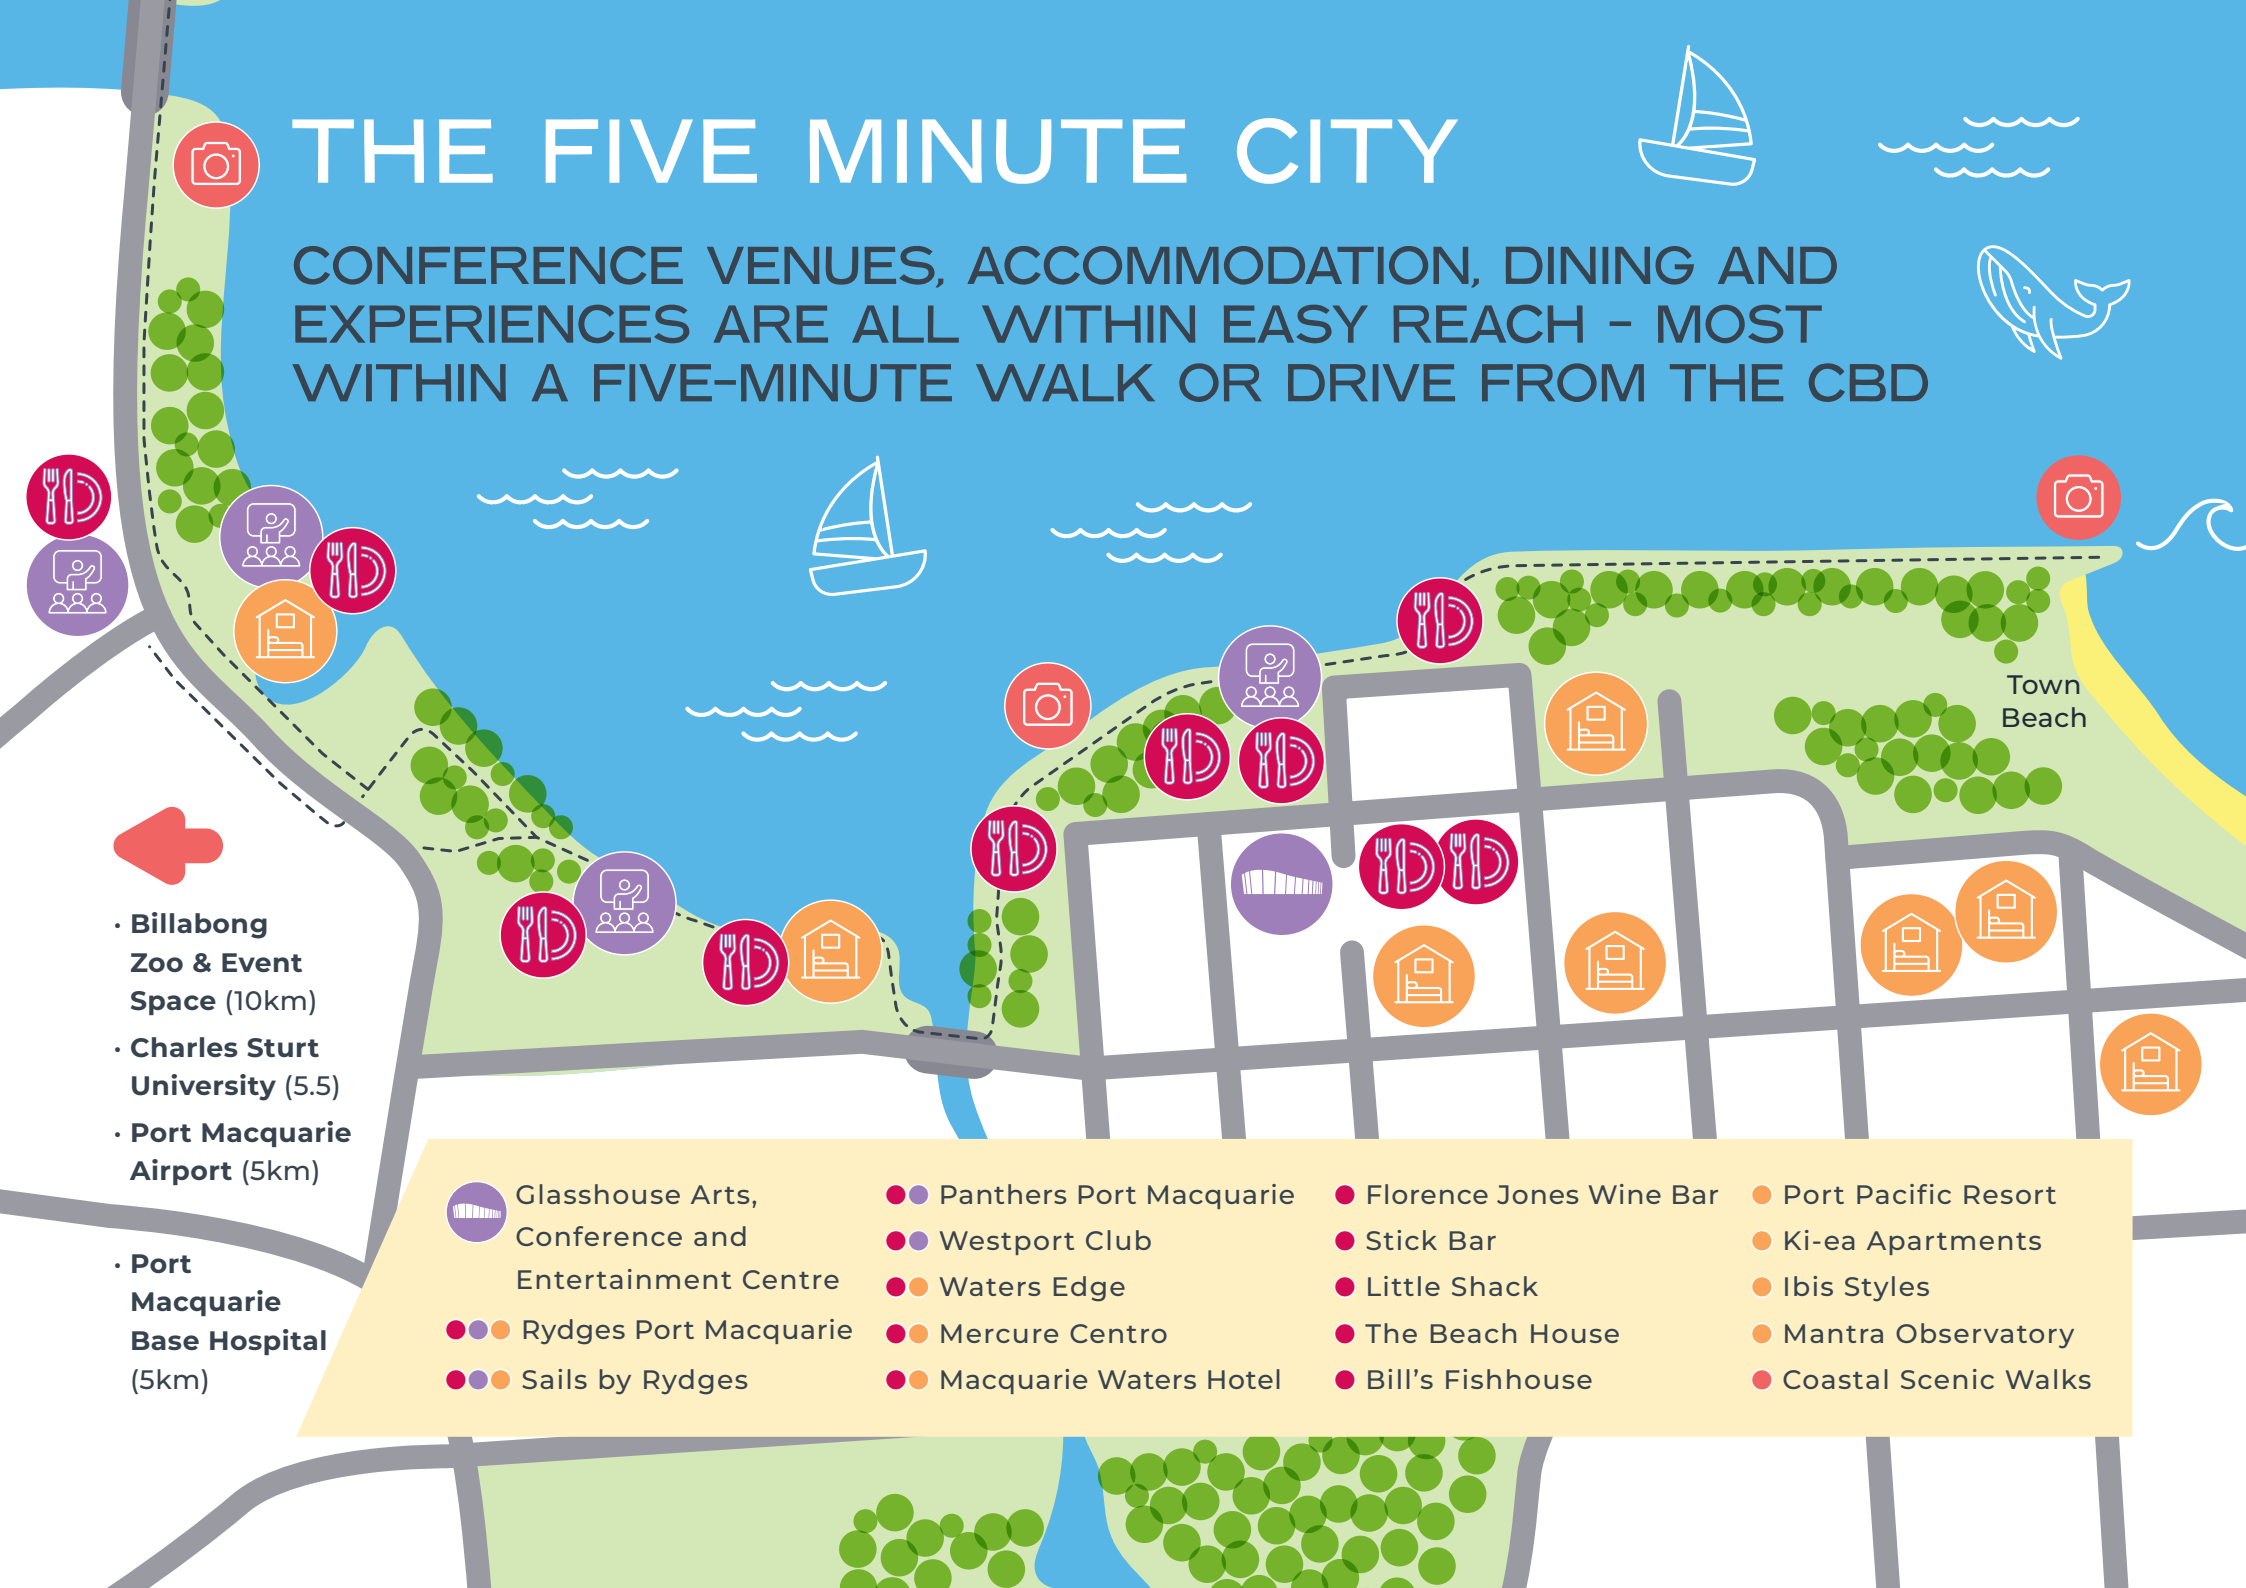 THE FIVE MINUTE CITY
CONFERENCE VENUES, ACCOMMODATION, DINING AND
EXPERIENCES ARE ALL WITHIN EASY REACH - MOST
WITHIN A FIVE-MINUTE WALK OR DRIVE FROM THE CBD
Town
Beach
· Billabong
Zoo & Event
Space (10km)
· Charles Sturt
University (5.5)
· Port Macquarie
Airport (5km)
· Port
Macquarie
Base Hospital
(5km)
Glasshouse Arts,
Conference and
Entertainment Centre
Rydges Port Macquarie
Sails by Rydges
Panthers Port Macquarie
Westport Club
Waters Edge
Mercure Centro
Macquarie Waters Hotel
Florence Jones Wine Bar
Stick Bar
Little Shack
The Beach House
Bill's Fishhouse
Port Pacific Resort
Ki-ea Apartments
Ibis Styles
Mantra Observatory
Coastal Scenic Walks